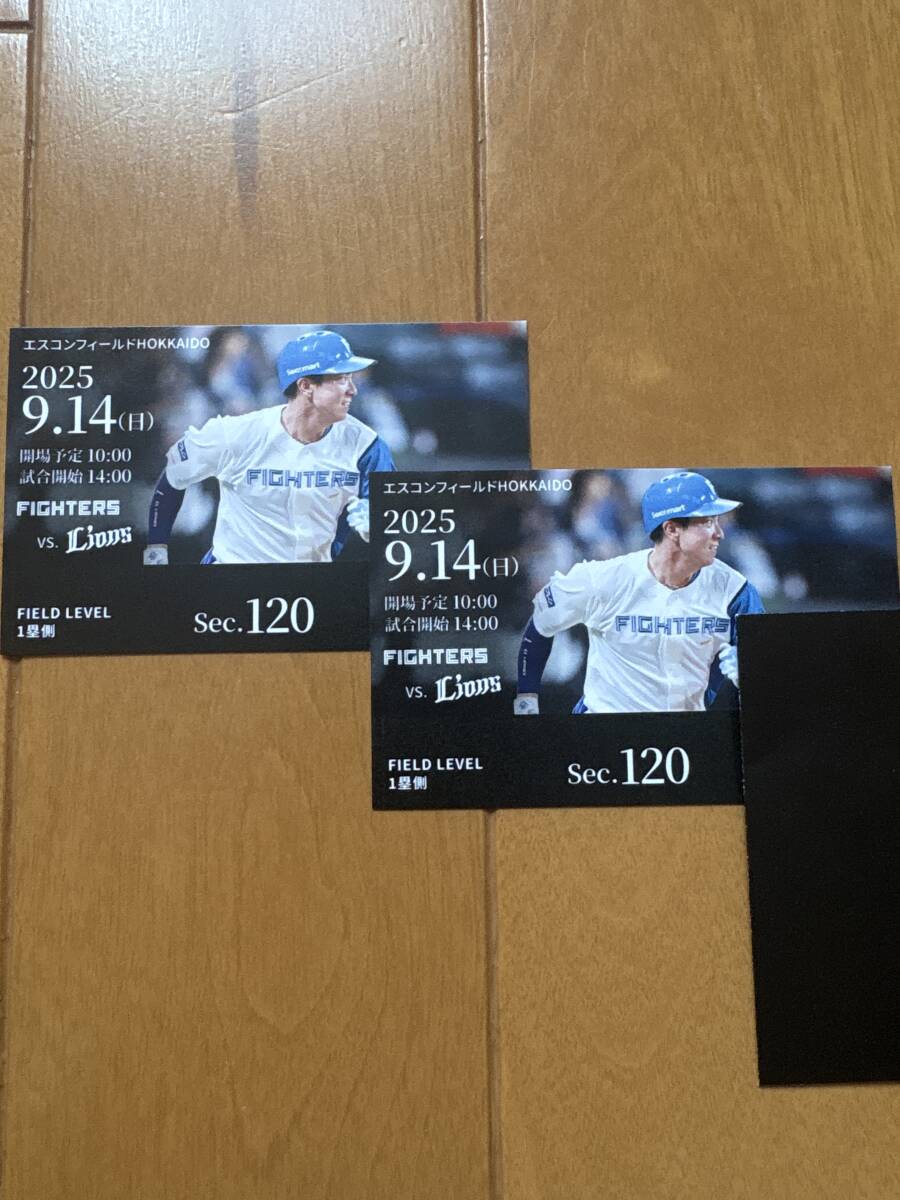 エスコンフィールドHOKKAIDO
2025
9.14(日)
開場予定 10:00
試合開始 14:00
FIGHTERS
vs. Lions
FIELD LEVEL
1塁側
Sec.120
Seicomart
FIGHTERS
エスコンフィールドHOKKAIDO
2025
9.14(日)
開場予定 10:00
試合開始 14:00
FIGHTERS
vs. Lions
FIELD LEVEL
1塁側
Sec.120
Seicomart
FIGHTERS